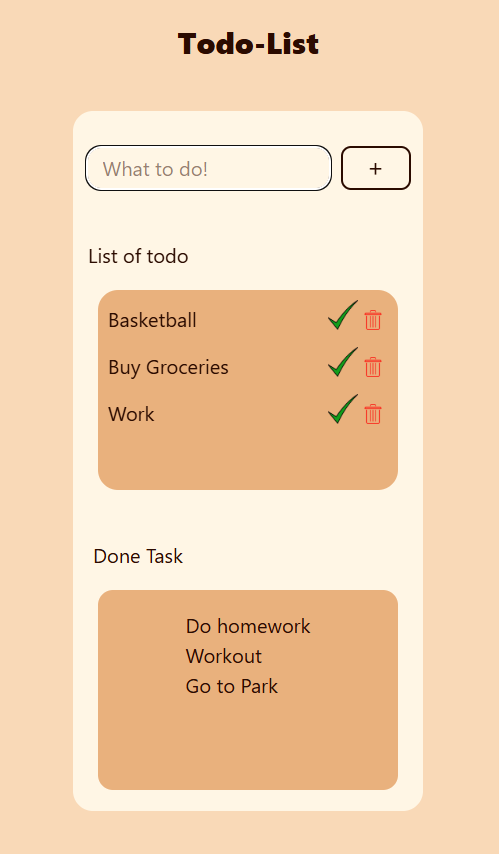 Todo-List
What to do!
+
List of todo
Basketball
Buy Groceries
Work
Done Task
Do homework
Workout
Go to Park